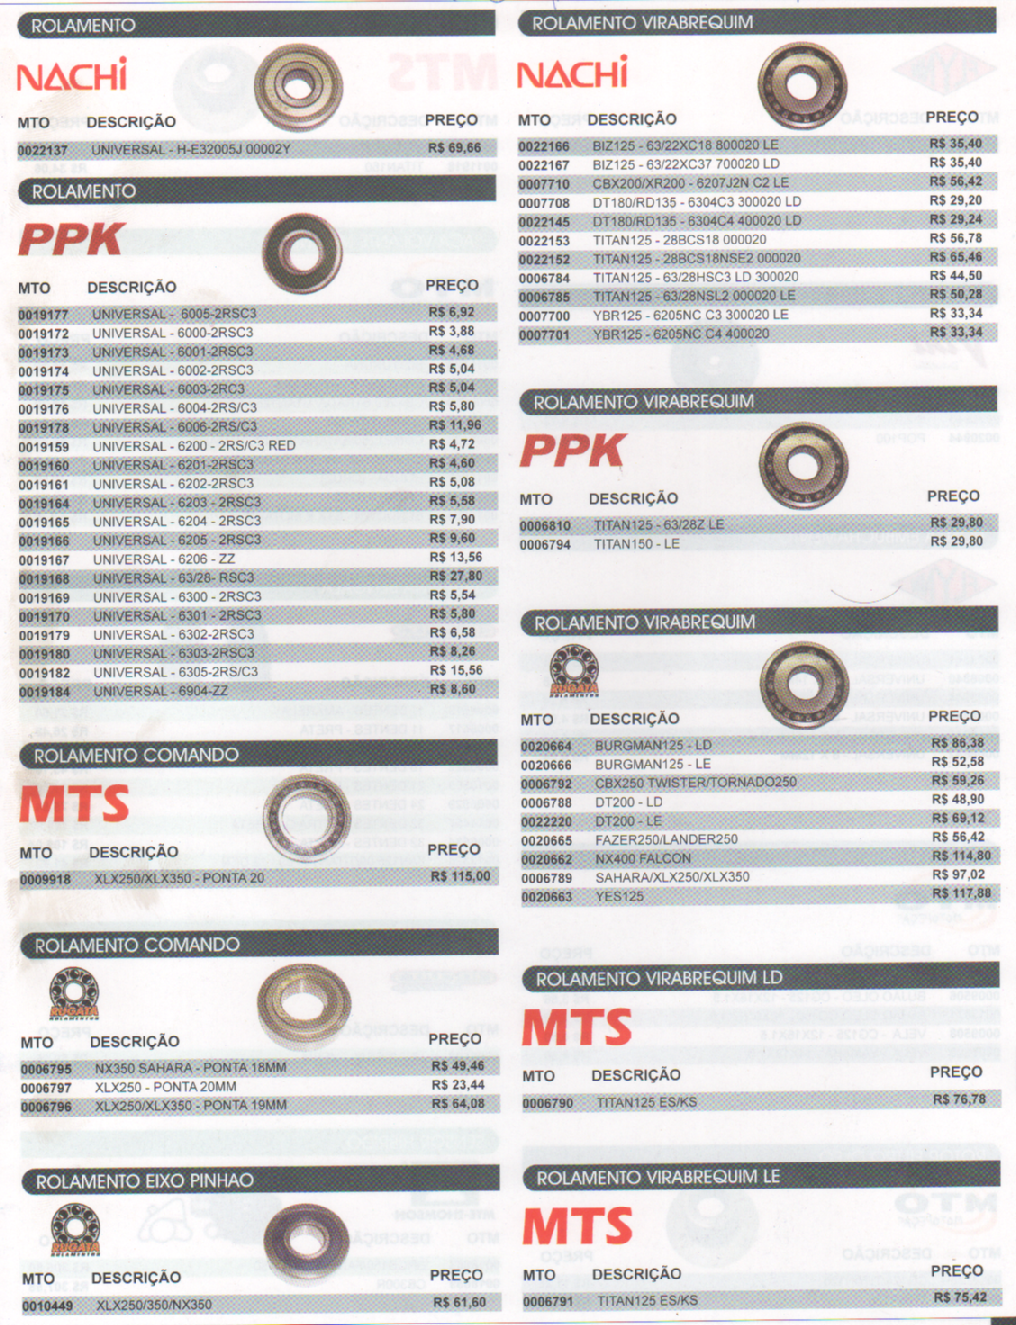 ROLAMENTO
NACHi
MTO DESCRIÇÃO PREÇO
0022137 UNIVERSAL - H-E32005J 00002Y R$ 69,66
ROLAMENTO
PPK
MTO DESCRIÇÃO PREÇO
0019177 UNIVERSAL - 6005-2RSC3 R$ 6,92
0019172 UNIVERSAL - 6000-2RSC3 R$ 3,88
0019173 UNIVERSAL - 6001-2RSC3 R$ 4,68
0019174 UNIVERSAL - 6002-2RSC3 R$ 5,04
0019175 UNIVERSAL - 6003-2RC3 R$ 5,04
0019176 UNIVERSAL - 6004-2RS/C3 R$ 5,80
0019178 UNIVERSAL - 6006-2RS/C3 R$ 11,96
0019159 UNIVERSAL - 6200 - 2RS/C3 RED R$ 4,72
0019160 UNIVERSAL - 6201-2RSC3 R$ 4,60
0019161 UNIVERSAL - 6202-2RSC3 R$ 5,08
0019164 UNIVERSAL - 6203 - 2RSC3 R$ 5,58
0019165 UNIVERSAL - 6204 - 2RSC3 R$ 7,90
0019166 UNIVERSAL - 6205 - 2RSC3 R$ 9,60
0019167 UNIVERSAL - 6206 - ZZ R$ 13,56
0019168 UNIVERSAL - 63/28- RSC3 R$ 27,80
0019169 UNIVERSAL - 6300 - 2RSC3 R$ 5,54
0019170 UNIVERSAL - 6301 - 2RSC3 R$ 5,80
0019179 UNIVERSAL - 6302-2RSC3 R$ 6,58
0019180 UNIVERSAL - 6303-2RSC3 R$ 8,26
0019182 UNIVERSAL - 6305-2RS/C3 R$ 15,56
0019184 UNIVERSAL - 6904-ZZ R$ 8,60
ROLAMENTO COMANDO
MTS
MTO DESCRIÇÃO PREÇO
0009918 XLX250/XLX350 - PONTA 20 R$ 115,00
ROLAMENTO COMANDO
RUGATA
ROLAMENTOS
MTO DESCRIÇÃO PREÇO
0006795 NX350 SAHARA - PONTA 18MM R$ 49,46
0006797 XLX250 - PONTA 20MM R$ 23,44
0006796 XLX250/XLX350 - PONTA 19MM R$ 64,08
ROLAMENTO EIXO PINHAO
RUGATA
ROLAMENTOS
MTO DESCRIÇÃO PREÇO
0010449 XLX250/350/NX350 R$ 61,60
ROLAMENTO VIRABREQUIM
NACHi
MTO DESCRIÇÃO PREÇO
0022166 BIZ125 - 63/22XC18 800020 LE R$ 35,40
0022167 BIZ125 - 63/22XC37 700020 LD R$ 35,40
0007710 CBX200/XR200 - 6207J2N C2 LE R$ 56,42
0007708 DT180/RD135 - 6304C3 300020 LD R$ 29,20
0022145 DT180/RD135 - 6304C4 400020 LD R$ 29,24
0022153 TITAN125 - 28BCS18 000020 R$ 56,78
0022152 TITAN125 - 28BCS18NSE2 000020 R$ 65,46
0006784 TITAN125 - 63/28HSC3 LD 300020 R$ 44,50
0006785 TITAN125 - 63/28NSL2 000020 LE R$ 50,28
0007700 YBR125 - 6205NC C3 300020 LE R$ 33,34
0007701 YBR125 - 6205NC C4 400020 R$ 33,34
ROLAMENTO VIRABREQUIM
PPK
MTO DESCRIÇÃO PREÇO
0006810 TITAN125 - 63/28Z LE R$ 29,80
0006794 TITAN150 - LE R$ 29,80
ROLAMENTO VIRABREQUIM
RUGATA
ROLAMENTOS
MTO DESCRIÇÃO PREÇO
0020664 BURGMAN125 - LD R$ 86,38
0020666 BURGMAN125 - LE R$ 52,58
0006792 CBX250 TWISTER/TORNADO250 R$ 59,26
0006788 DT200 - LD R$ 48,90
0022220 DT200 - LE R$ 69,12
0020665 FAZER250/LANDER250 R$ 56,42
0020662 NX400 FALCON R$ 114,80
0006789 SAHARA/XLX250/XLX350 R$ 97,02
0020663 YES125 R$ 117,88
ROLAMENTO VIRABREQUIM LD
MTS
MTO DESCRIÇÃO PREÇO
0006790 TITAN125 ES/KS R$ 76,78
ROLAMENTO VIRABREQUIM LE
MTS
MTO DESCRIÇÃO PREÇO
0006791 TITAN125 ES/KS R$ 75,42